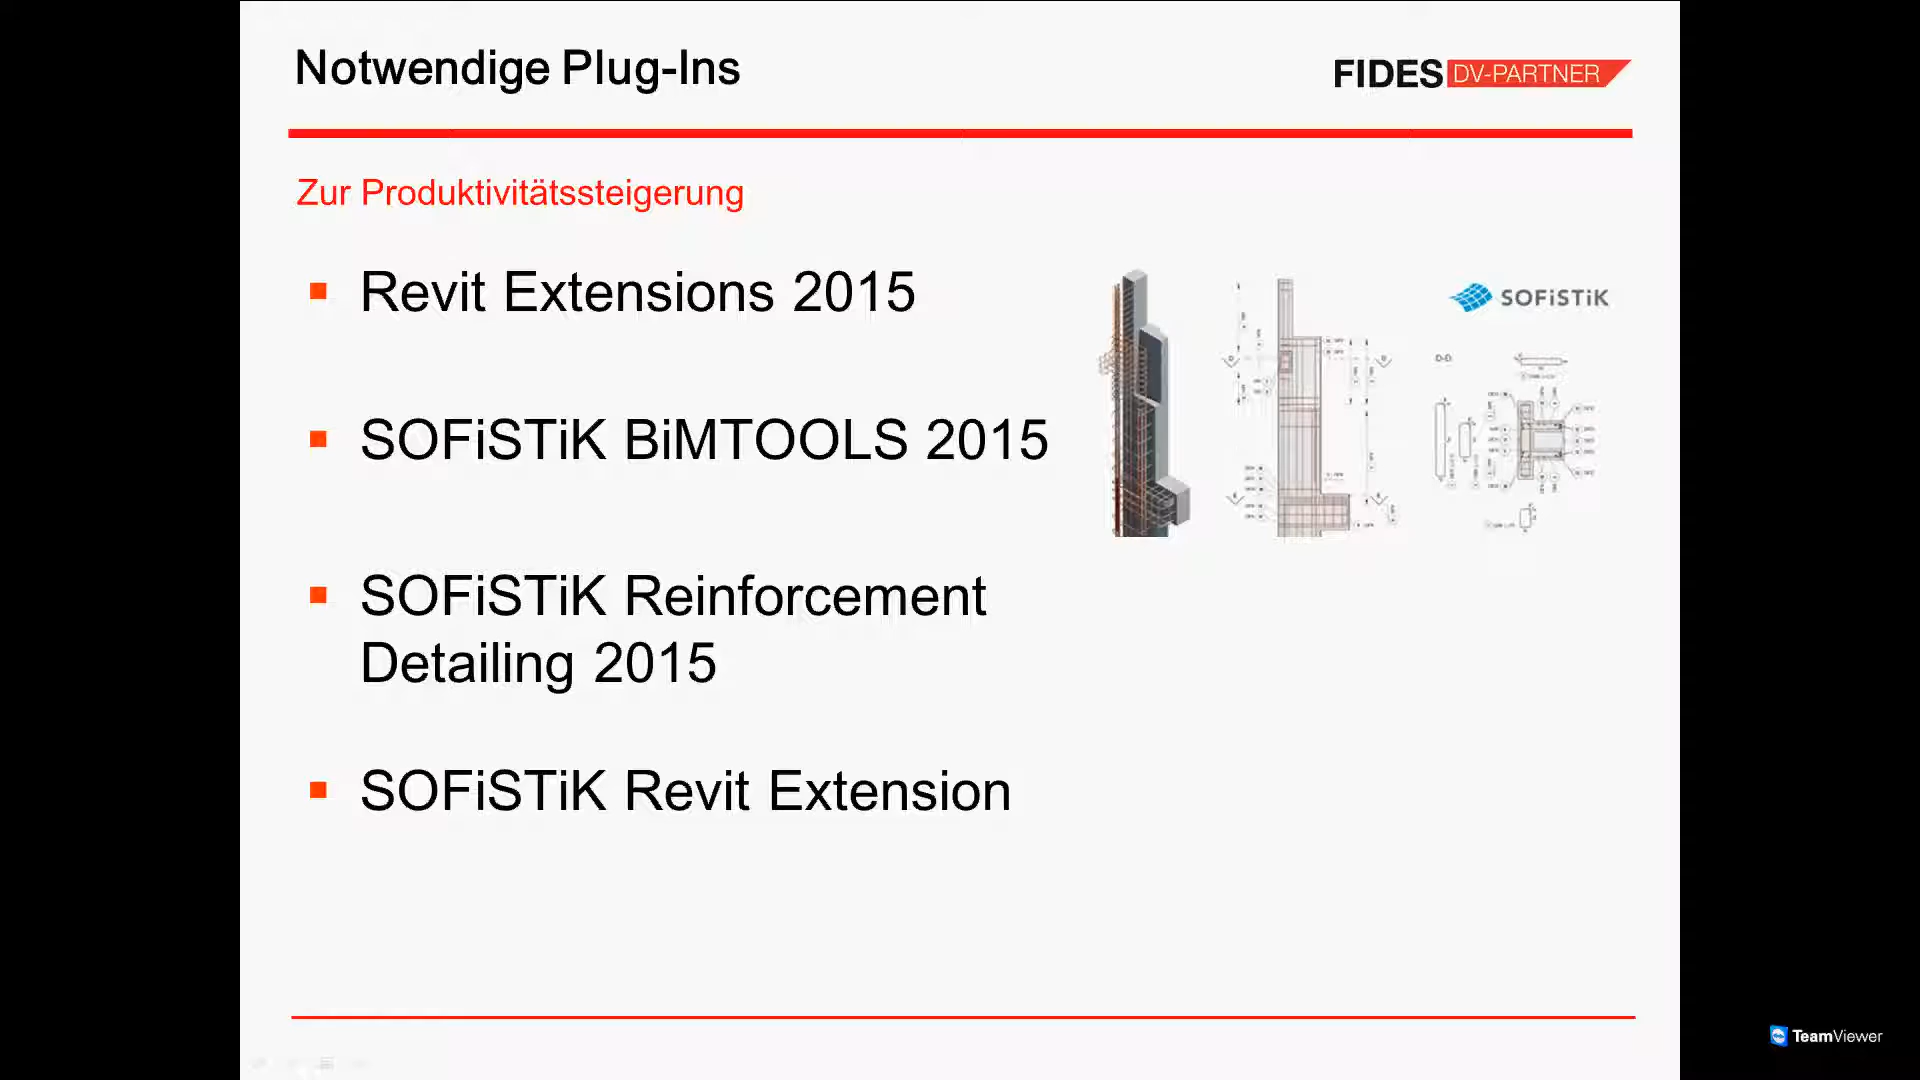 Notwendige Plug-Ins
FIDES DV-PARTNER
Zur Produktivitätssteigerung
Revit Extensions 2015
SOFiSTiK
SOFiSTiK BiMTOOLS 2015
D-D
SOFiSTiK Reinforcement
Detailing 2015
SOFiSTiK Revit Extension
TeamViewer